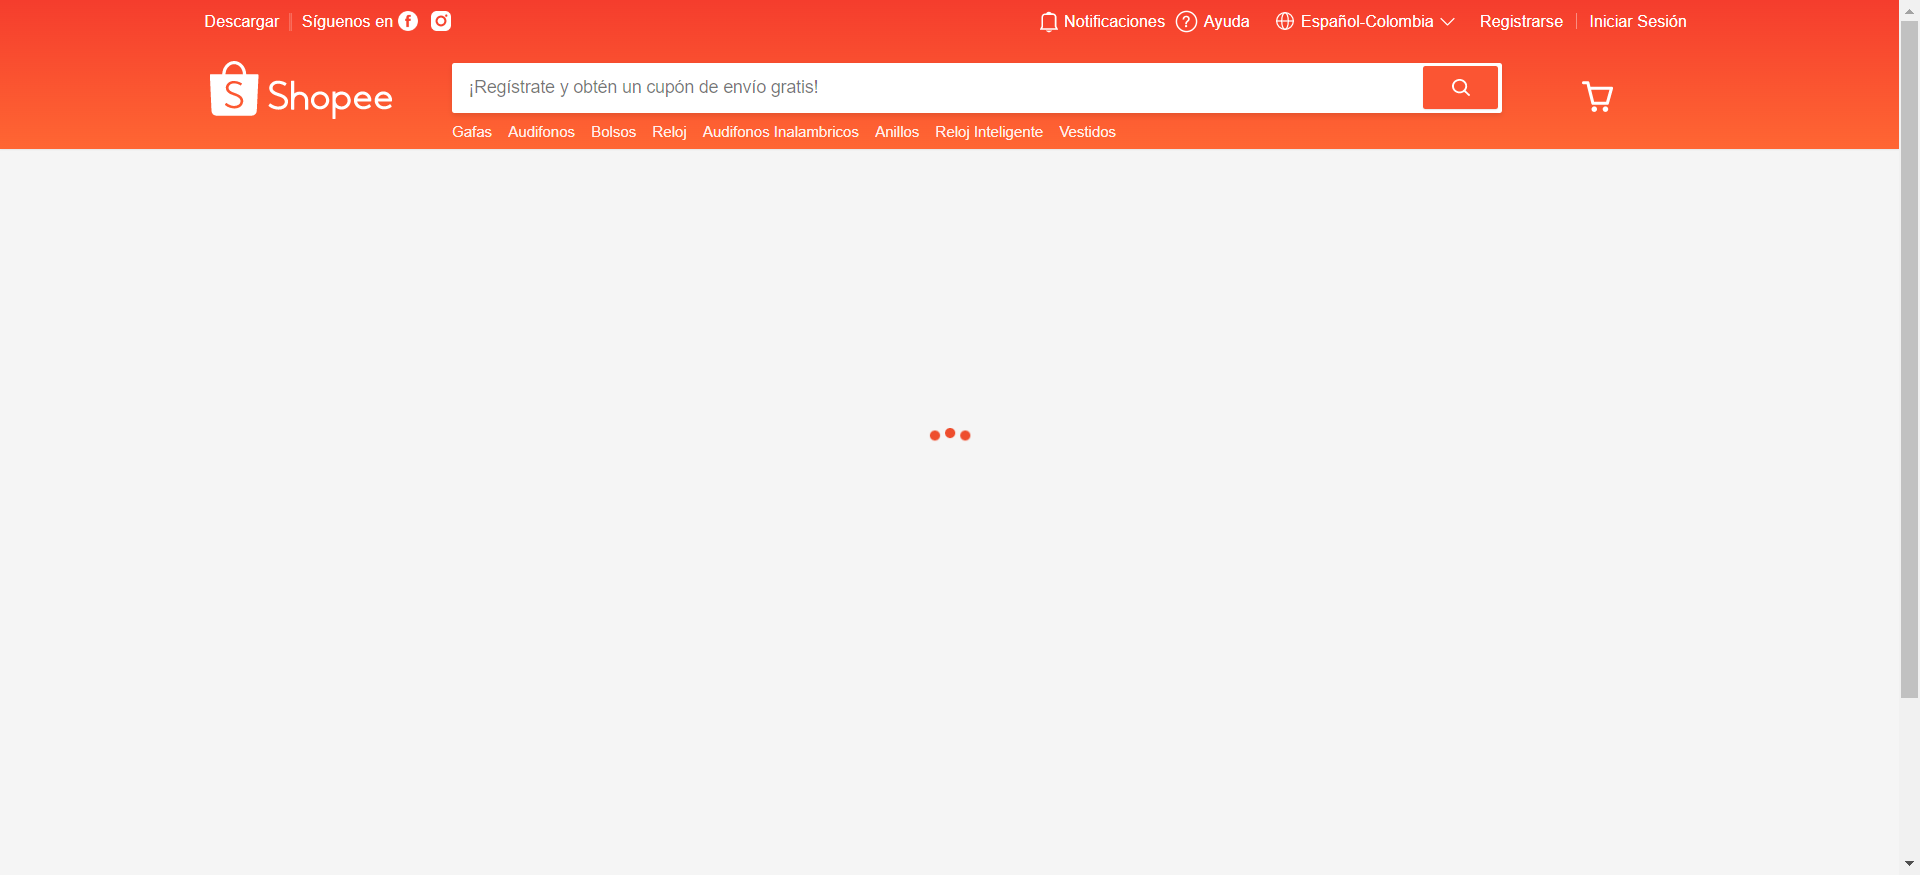 Descargar Síguenos en Notificaciones Ayuda Español-Colombia Registrarse Iniciar Sesión
Shopee ¡Regístrate y obtén un cupón de envío gratis!
Gafas Audifonos Bolsos Reloj Audifonos Inalambricos Anillos Reloj Inteligente Vestidos